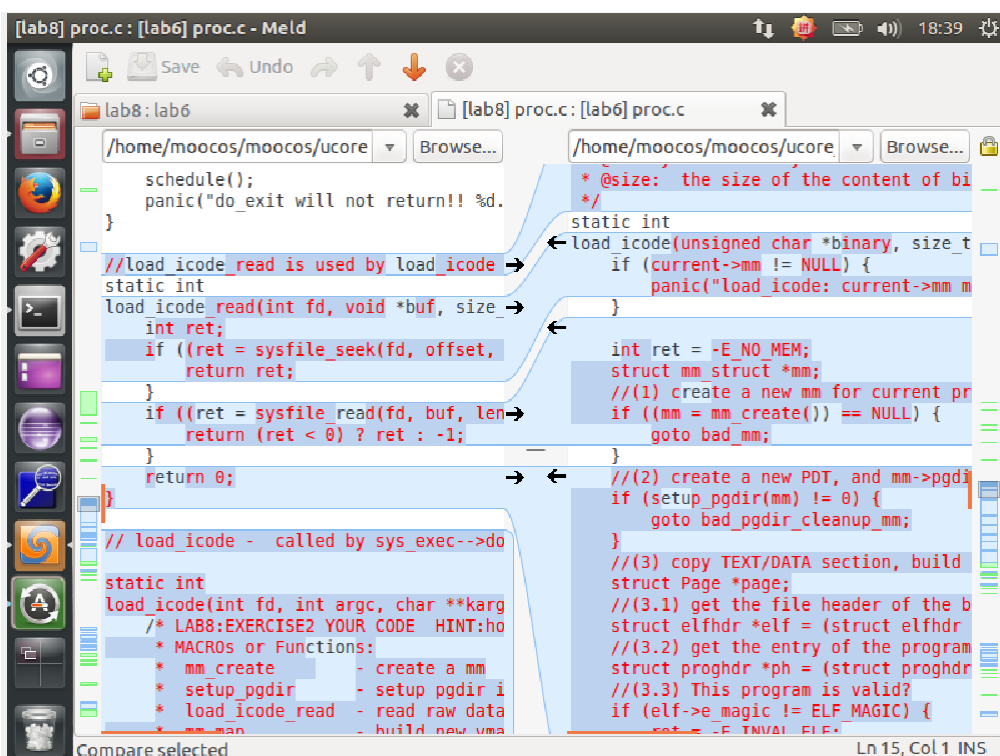 [lab8] proc.c : [lab6] proc.c - Meld
18:39
Save Undo
lab8 : lab6
[lab8] proc.c : [lab6] proc.c
/home/moocos/moocos/ucore
Browse...
/home/moocos/moocos/ucore
Browse...
schedule();
panic("do_exit will not return!! %d.
}
//load_icode_read is used by load_icode
static int
load_icode_read(int fd, void *buf, size_
int ret;
if ((ret = sysfile_seek(fd, offset,
return ret;
}
if ((ret = sysfile_read(fd, buf, len
return (ret < 0) ? ret : -1;
}
return 0;
}
// load_icode - called by sys_exec-->do
static int
load_icode(int fd, int argc, char **karg
/* LAB8:EXERCISE2 YOUR CODE HINT:ho
* MACROs or Functions:
* mm_create - create a mm
* setup_pgdir - setup pgdir i
* load_icode_read - read raw data
* mm_map - build new vma
* @size: the size of the content of bi
*/
static int
load_icode(unsigned char *binary, size_t
if (current->mm != NULL) {
panic("load_icode: current->mm m
}
int ret = -E_NO_MEM;
struct mm_struct *mm;
//(1) create a new mm for current pr
if ((mm = mm_create()) == NULL) {
goto bad_mm;
}
//(2) create a new PDT, and mm->pgdi
if (setup_pgdir(mm) != 0) {
goto bad_pgdir_cleanup_mm;
}
//(3) copy TEXT/DATA section, build
struct Page *page;
//(3.1) get the file header of the b
struct elfhdr *elf = (struct elfhdr
//(3.2) get the entry of the program
struct proghdr *ph = (struct proghdr
//(3.3) This program is valid?
if (elf->e_magic != ELF_MAGIC) {
ret = -E_INVAL_ELF;
Compare selected
Ln 15, Col 1 INS